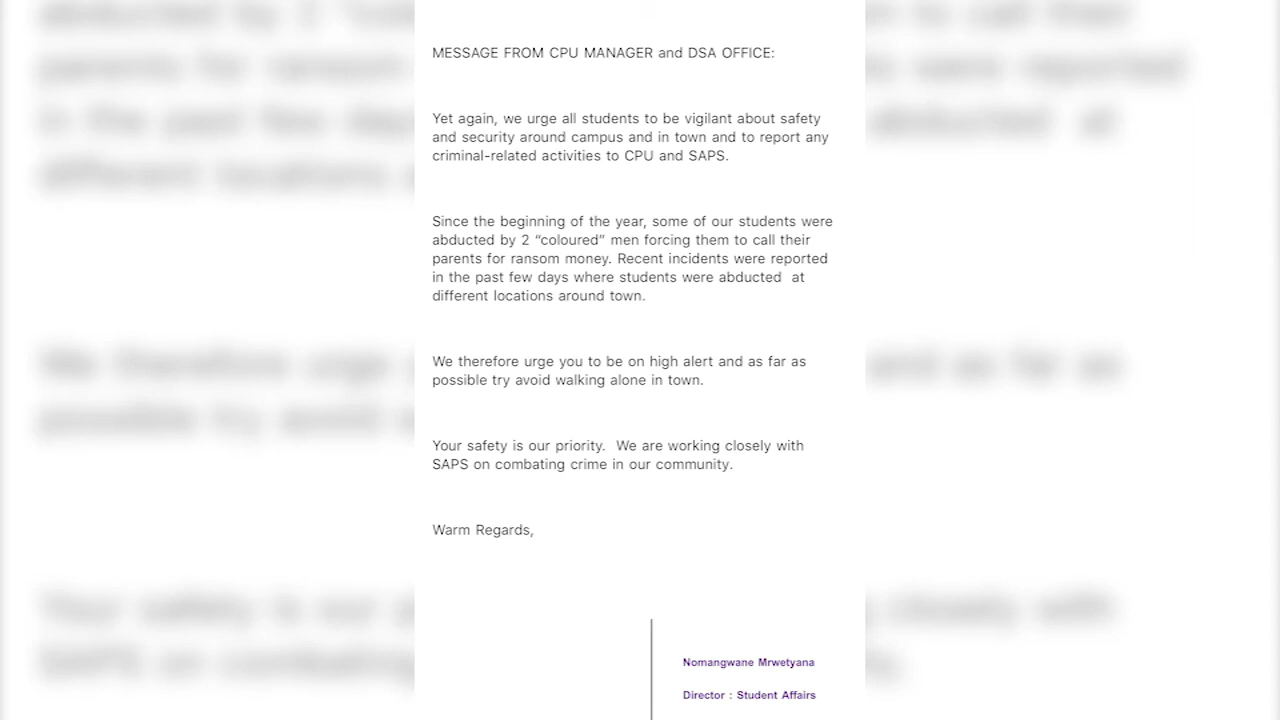 MESSAGE FROM CPU MANAGER and DSA OFFICE:
Yet again, we urge all students to be vigilant about safety
and security around campus and in town and to report any
criminal-related activities to CPU and SAPS.
Since the beginning of the year, some of our students were
abducted by 2 “coloured” men forcing them to call their
parents for ransom money. Recent incidents were reported
in the past few days where students were abducted  at
different locations around town.
We therefore urge you to be on high alert and as far as
possible try avoid walking alone in town.
Your safety is our priority.  We are working closely with
SAPS on combating crime in our community.
Warm Regards,
Nomangwane Mrwetyana
Director : Student Affairs